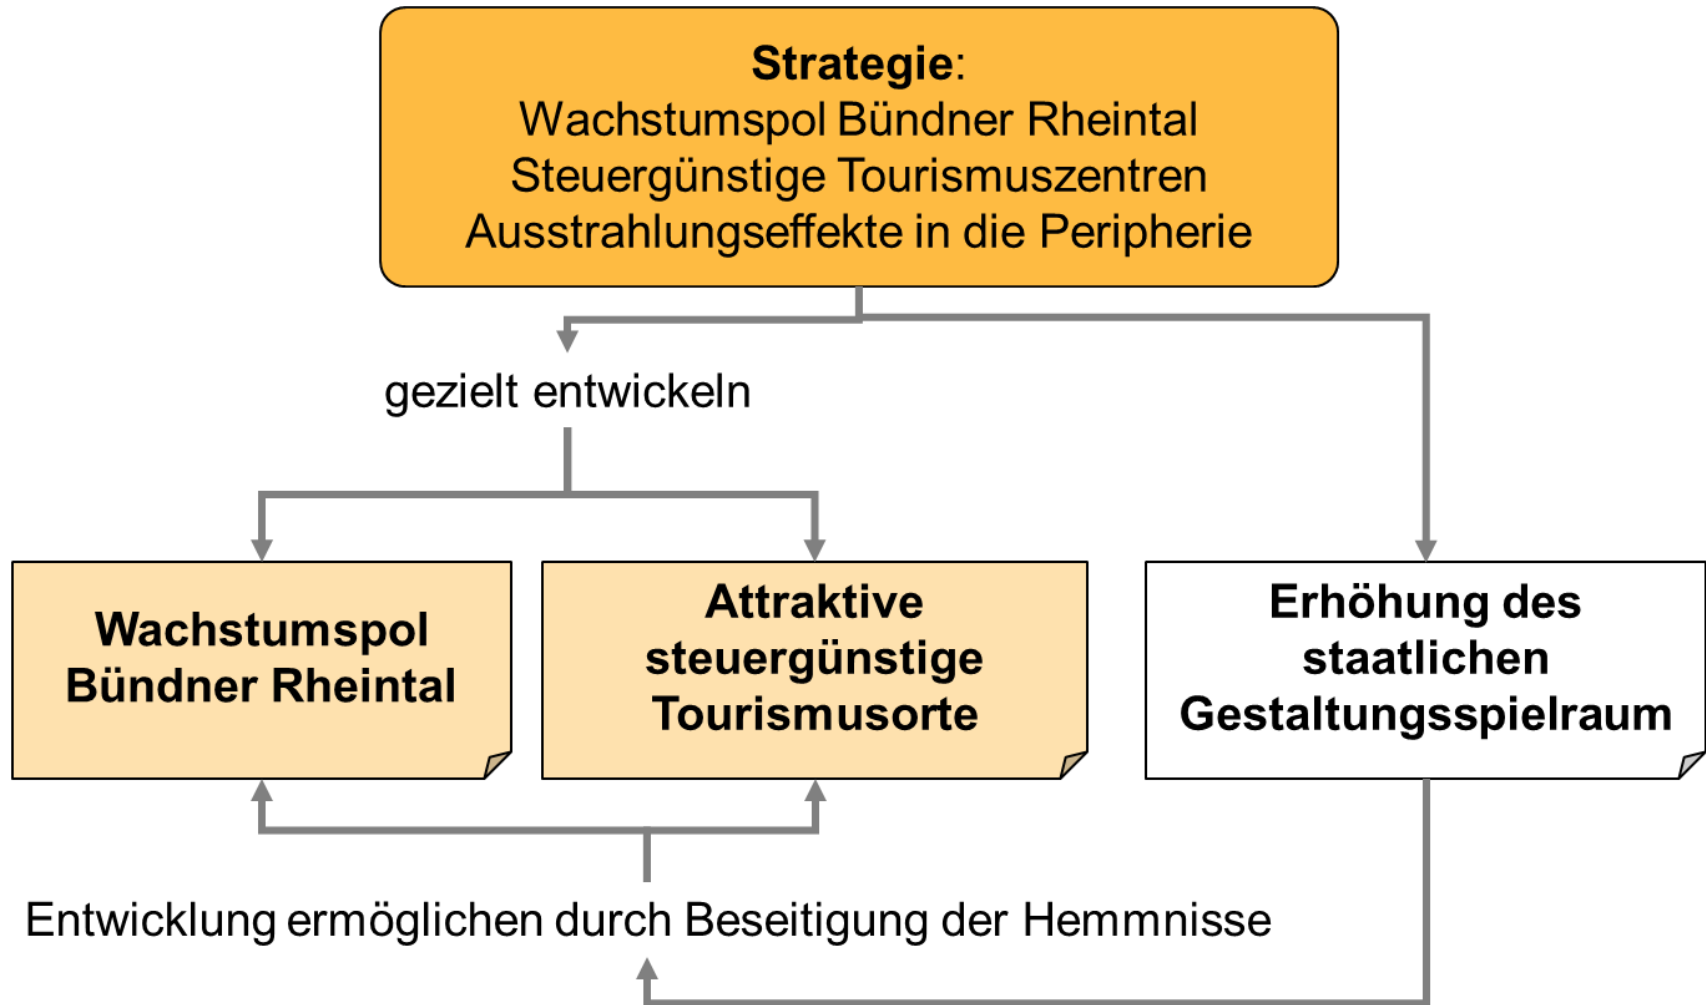 Strategie:
Wachstumspol Bündner Rheintal
Steuergünstige Tourismuszentren
Ausstrahlungseffekte in die Peripherie
gezielt entwickeln
Wachstumspol
Bündner Rheintal
Attraktive
steuergünstige
Tourismusorte
Erhöhung des
staatlichen
Gestaltungsspielraum
Entwicklung ermöglichen durch Beseitigung der Hemmnisse